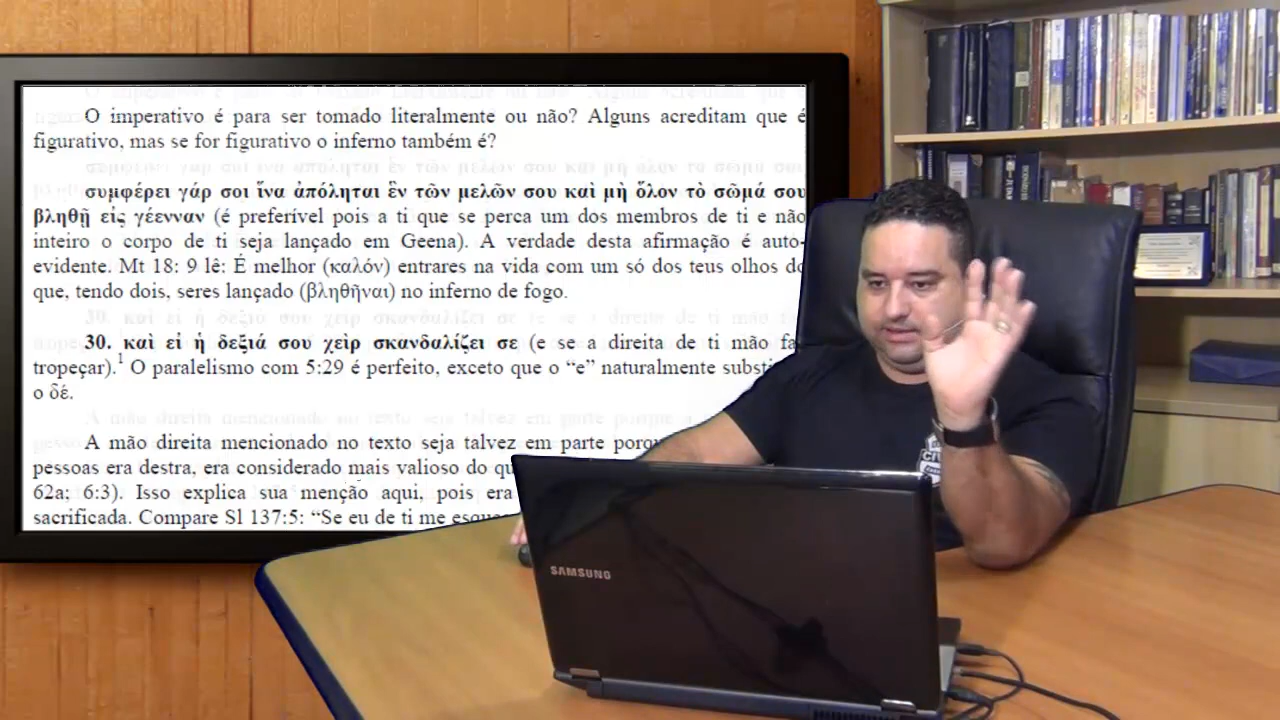 O imperativo é para ser tomado literalmente ou não? Alguns acreditam que é
figurativo, mas se for figurativo o inferno também é?
συμφέρει γάρ σοι ἵνα ἀπόληται ἓν τῶν μελῶν σου καὶ μὴ ὅλον τὸ σῶμά σου
βληθῇ εἰς γέενναν (é preferível pois a ti que se perca um dos membros de ti e não
inteiro o corpo de ti seja lançado em Geena). A verdade desta afirmação é auto-
evidente. Mt 18: 9 lê: É melhor (καλόν) entrares na vida com um só dos teus olhos do
que, tendo dois, seres lançado (βληθῆναι) no inferno de fogo.
30. καὶ εἰ ἡ δεξιά σου χεὶρ σκανδαλίζει σε (e se a direita de ti mão
tropeçar).¹ O paralelismo com 5:29 é perfeito, exceto que o “e” naturalmente
o δέ.
A mão direita mencionado no texto seja talvez em parte
pessoas era destra, era considerado mais valioso do
62a; 6:3). Isso explica sua menção aqui, pois era
sacrificada. Compare Sl 137:5: “Se eu de ti me
SAMSUNG